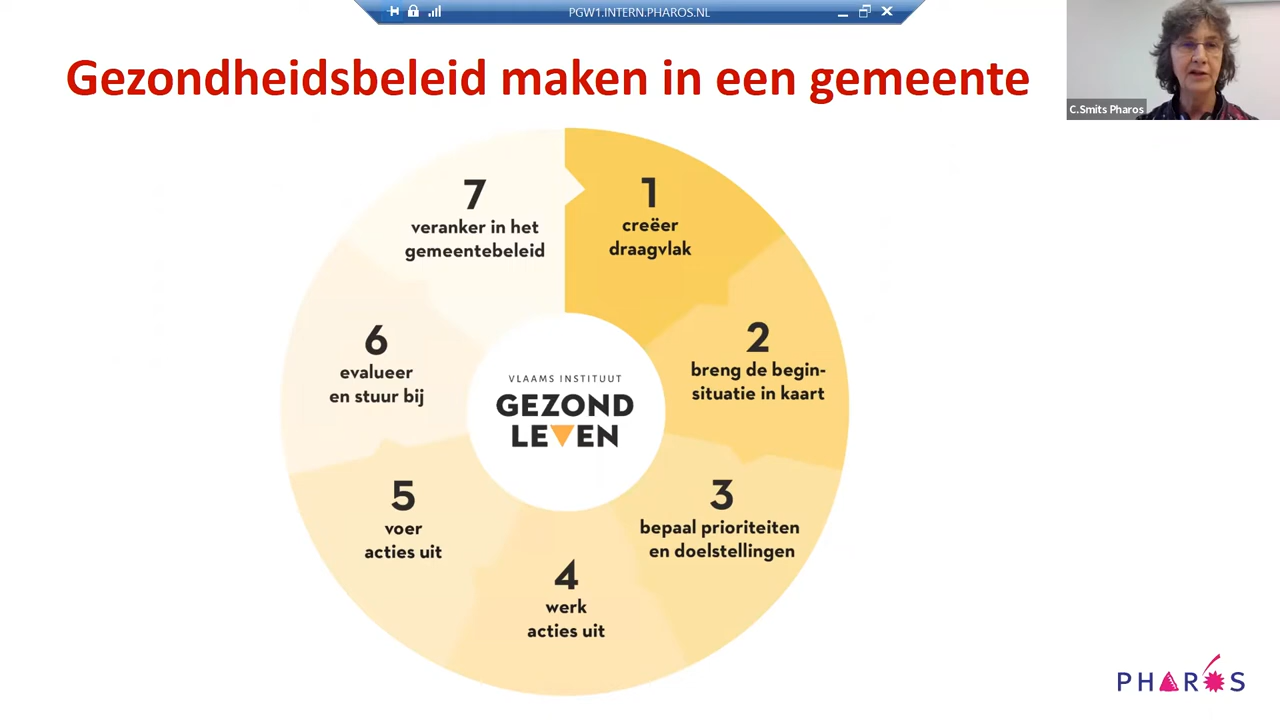 PGW1.INTERN.PHAROS.NL
Gezondheidsbeleid maken in een gemeente
C.Smits Pharos
7
veranker in het
gemeentebeleid
1
creëer
draagvlak
6
evalueer
en stuur bij
2
breng de begin-
situatie in kaart
VLAAMS INSTITUUT
GEZOND
LEVEN
5
voer
acties uit
3
bepaal prioriteiten
en doelstellingen
4
werk
acties uit
PHAROS